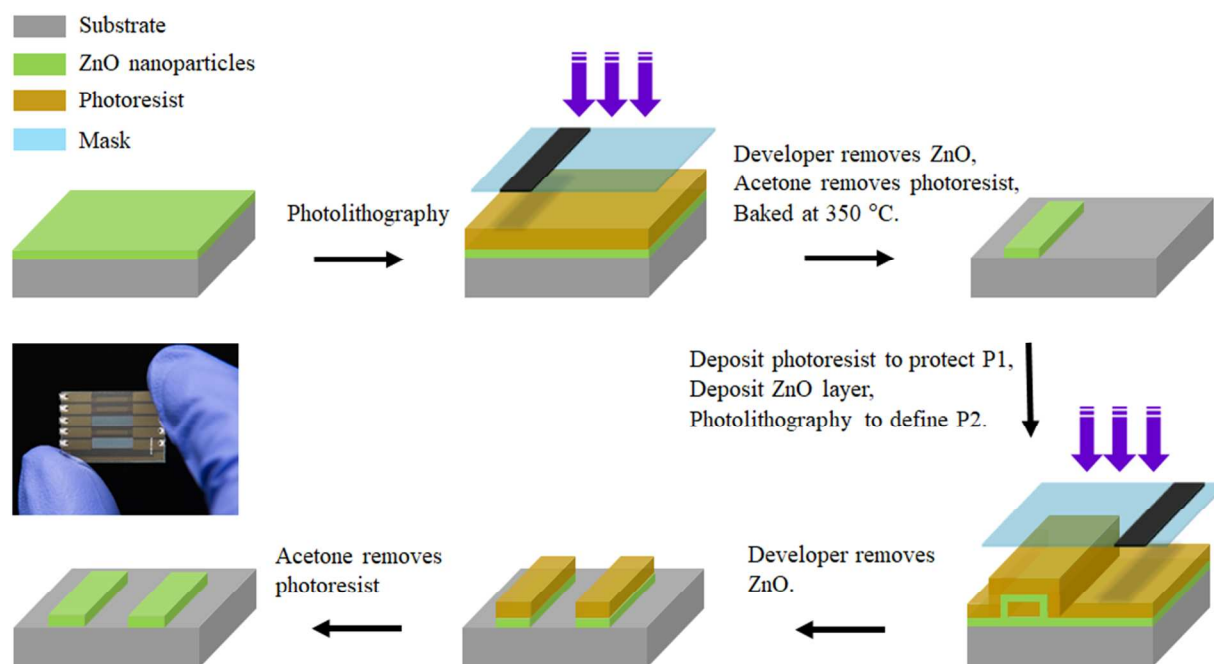 Substrate
ZnO nanoparticles
Photoresist
Mask
Photolithography
Developer removes ZnO,
Acetone removes photoresist,
Baked at 350 °C.
Deposit photoresist to protect P1,
Deposit ZnO layer,
Photolithography to define P2.
Developer removes
ZnO.
Acetone removes
photoresist